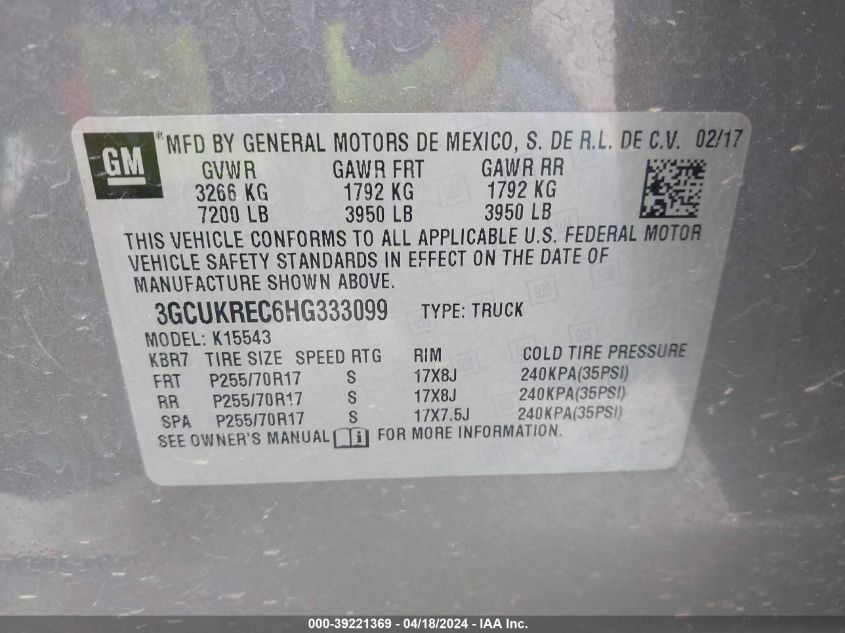 GM ® MFD BY GENERAL MOTORS DE MEXICO, S. DE R.L. DE C.V. 02/17
GVWR GAWR FRT GAWR RR
3266 KG 1792 KG 1792 KG
7200 LB 3950 LB 3950 LB
THIS VEHICLE CONFORMS TO ALL APPLICABLE U.S. FEDERAL MOTOR
VEHICLE SAFETY STANDARDS IN EFFECT ON THE DATE OF
MANUFACTURE SHOWN ABOVE.
3GCUKREC6HG333099 TYPE: TRUCK
MODEL: K15543
KBR7 TIRE SIZE SPEED RTG RIM COLD TIRE PRESSURE
FRT P255/70R17 S 17X8J 240KPA(35PSI)
RR P255/70R17 S 17X8J 240KPA(35PSI)
SPA P255/70R17 S 17X7.5J 240KPA(35PSI)
SEE OWNER'S MANUAL FOR MORE INFORMATION.
000-39221369 - 04/18/2024 - IAA Inc.